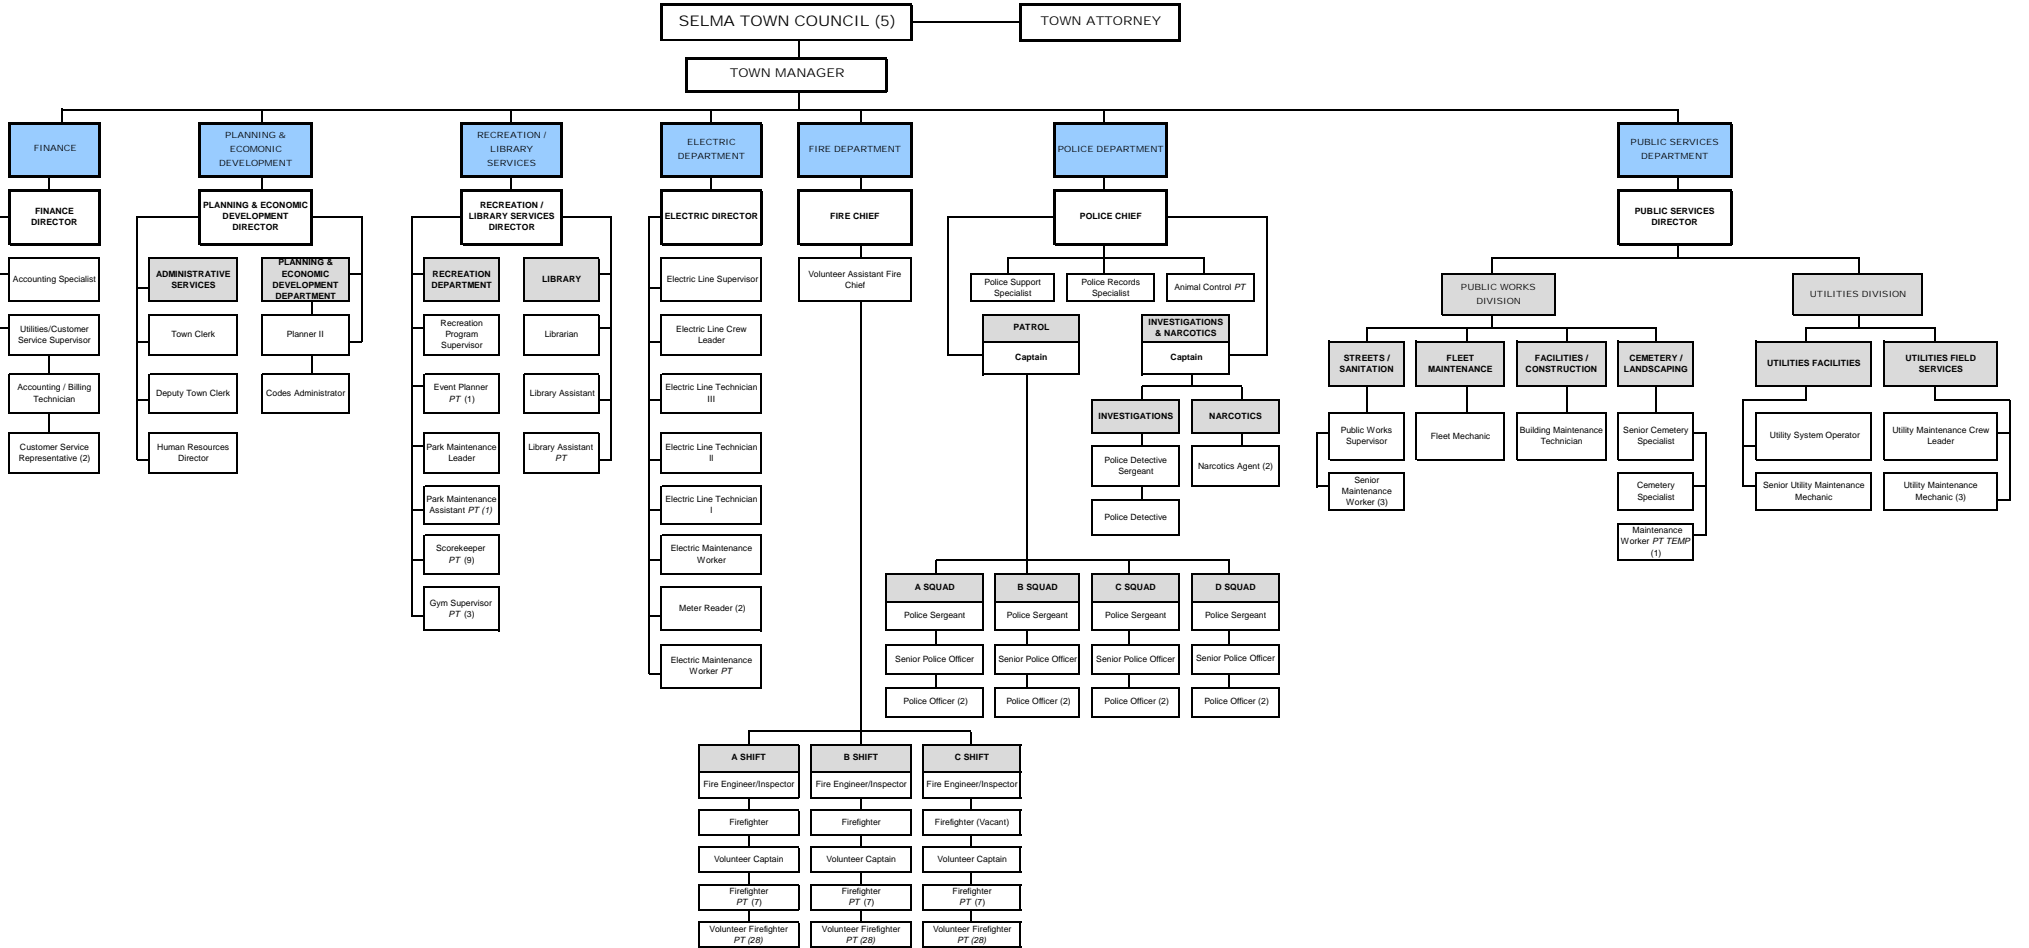 SELMA TOWN COUNCIL (5)
TOWN ATTORNEY
TOWN MANAGER
FINANCE
PLANNING &
ECOMONIC
DEVELOPMENT
RECREATION /
LIBRARY
SERVICES
ELECTRIC
DEPARTMENT
FIRE DEPARTMENT
POLICE DEPARTMENT
PUBLIC SERVICES
DEPARTMENT
FINANCE
DIRECTOR
PLANNING & ECONOMIC
DEVELOPMENT
DIRECTOR
RECREATION /
LIBRARY SERVICES
DIRECTOR
ELECTRIC DIRECTOR
FIRE CHIEF
POLICE CHIEF
PUBLIC SERVICES
DIRECTOR
Accounting Specialist
Utilities/Customer
Service Supervisor
Accounting / Billing
Technician
Customer Service
Representative (2)
ADMINISTRATIVE
SERVICES
Town Clerk
Deputy Town Clerk
Human Resources
Director
PLANNING &
ECONOMIC
DEVELOPMENT
DEPARTMENT
Planner II
Codes Administrator
RECREATION
DEPARTMENT
Recreation
Program
Supervisor
Event Planner
PT (1)
Park Maintenance
Leader
Park Maintenance
Assistant PT (1)
Scorekeeper
PT (9)
Gym Supervisor
PT (3)
LIBRARY
Librarian
Library Assistant
Library Assistant
PT
Electric Line Supervisor
Electric Line Crew
Leader
Electric Line Technician
III
Electric Line Technician
II
Electric Line Technician
I
Electric Maintenance
Worker
Meter Reader (2)
Electric Maintenance
Worker PT
Volunteer Assistant Fire
Chief
A SHIFT
Fire Engineer/Inspector
Firefighter
Volunteer Captain
Firefighter
PT (7)
Volunteer Firefighter
PT (28)
B SHIFT
Fire Engineer/Inspector
Firefighter
Volunteer Captain
Firefighter
PT (7)
Volunteer Firefighter
PT (28)
C SHIFT
Fire Engineer/Inspector
Firefighter (Vacant)
Volunteer Captain
Firefighter
PT (7)
Volunteer Firefighter
PT (28)
Police Support
Specialist
Police Records
Specialist
Animal Control PT
PATROL
Captain
INVESTIGATIONS
& NARCOTICS
Captain
INVESTIGATIONS
Police Detective
Sergeant
Police Detective
NARCOTICS
Narcotics Agent (2)
A SQUAD
Police Sergeant
Senior Police Officer
Police Officer (2)
B SQUAD
Police Sergeant
Senior Police Officer
Police Officer (2)
C SQUAD
Police Sergeant
Senior Police Officer
Police Officer (2)
D SQUAD
Police Sergeant
Senior Police Officer
Police Officer (2)
PUBLIC WORKS
DIVISION
UTILITIES DIVISION
STREETS /
SANITATION
Public Works
Supervisor
Senior
Maintenance
Worker (3)
FLEET
MAINTENANCE
Fleet Mechanic
FACILITIES /
CONSTRUCTION
Building Maintenance
Technician
CEMETERY /
LANDSCAPING
Senior Cemetery
Specialist
Cemetery
Specialist
Maintenance
Worker PT TEMP
(1)
UTILITIES FACILITIES
Utility System Operator
Senior Utility Maintenance
Mechanic
UTILITIES FIELD
SERVICES
Utility Maintenance Crew
Leader
Utility Maintenance
Mechanic (3)